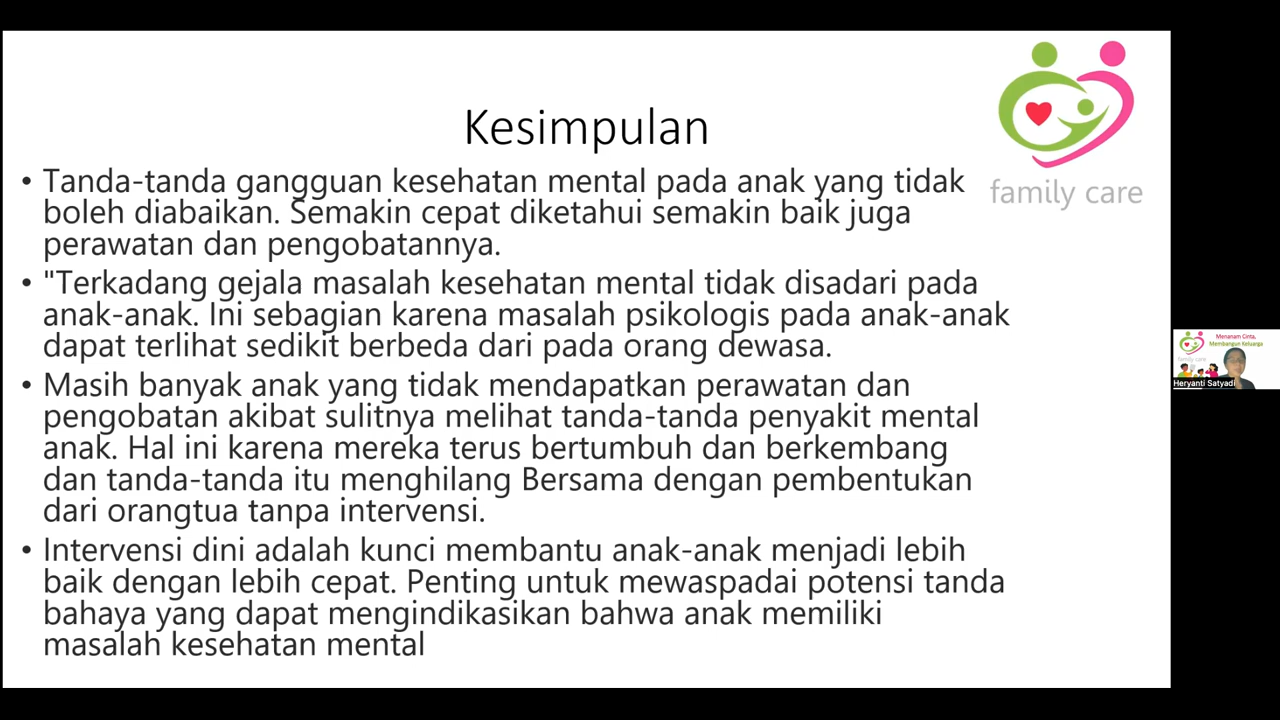 Kesimpulan
• Tanda-tanda gangguan kesehatan mental pada anak yang tidak
boleh diabaikan. Semakin cepat diketahui semakin baik juga
perawatan dan pengobatannya.
• "Terkadang gejala masalah kesehatan mental tidak disadari pada
anak-anak. Ini sebagian karena masalah psikologis pada anak-anak
dapat terlihat sedikit berbeda dari pada orang dewasa.
• Masih banyak anak yang tidak mendapatkan perawatan dan
pengobatan akibat sulitnya melihat tanda-tanda penyakit mental
anak. Hal ini karena mereka terus bertumbuh dan berkembang
dan tanda-tanda itu menghilang Bersama dengan pembentukan
dari orangtua tanpa intervensi.
• Intervensi dini adalah kunci membantu anak-anak menjadi lebih
baik dengan lebih cepat. Penting untuk mewaspadai potensi tanda
bahaya yang dapat mengindikasikan bahwa anak memiliki
masalah kesehatan mental
family care
Menanam Cinta,
Membangun Keluarga
family care
Heryanti Satyadi